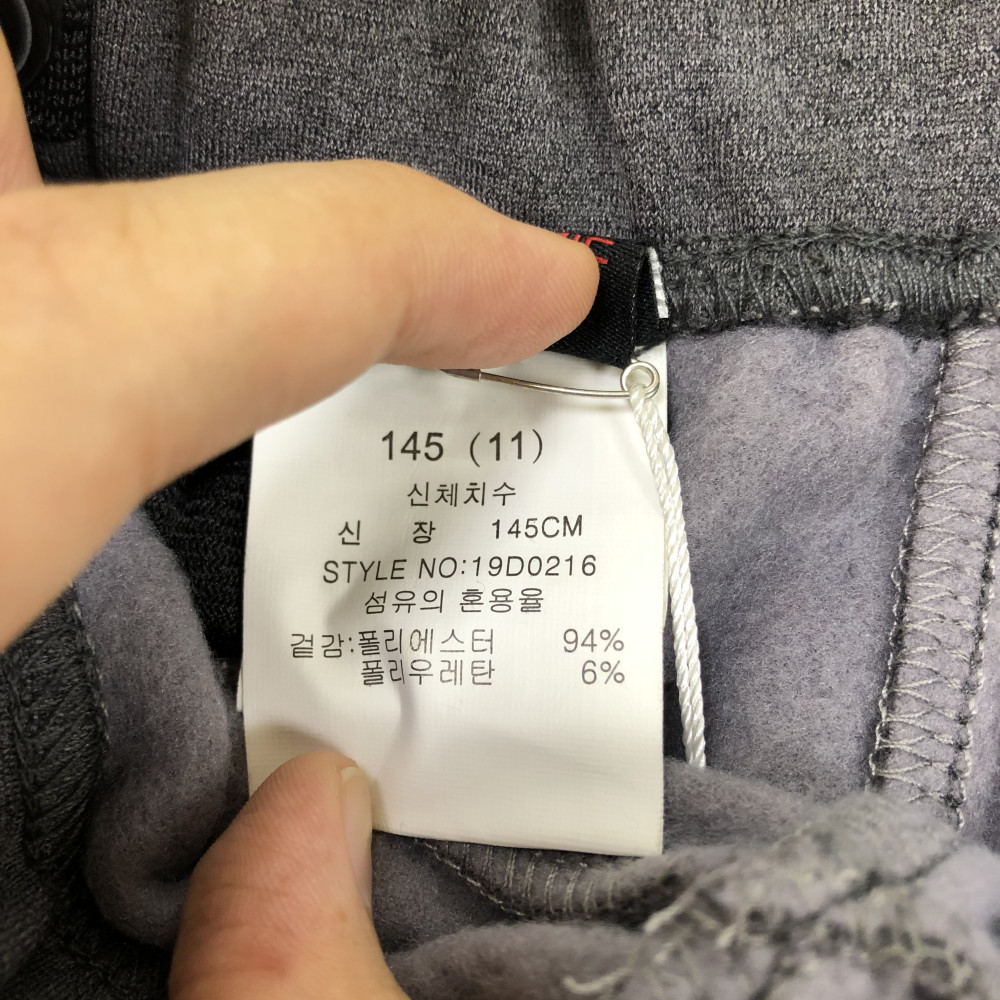 145 (11)
신체치수
신 장 145CM
STYLE NO:19D0216
섬유의 혼용율
겉감:폴리에스터 94%
폴리우레탄 6%